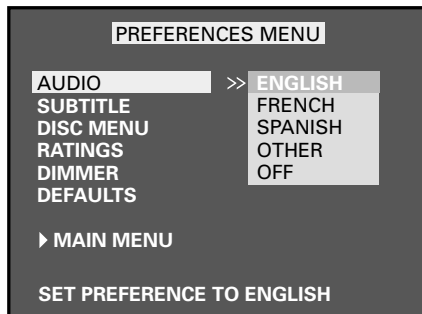 PREFERENCES MENU
AUDIO >> ENGLISH
SUBTITLE FRENCH
DISC MENU SPANISH
RATINGS OTHER
DIMMER OFF
DEFAULTS
MAIN MENU
SET PREFERENCE TO ENGLISH